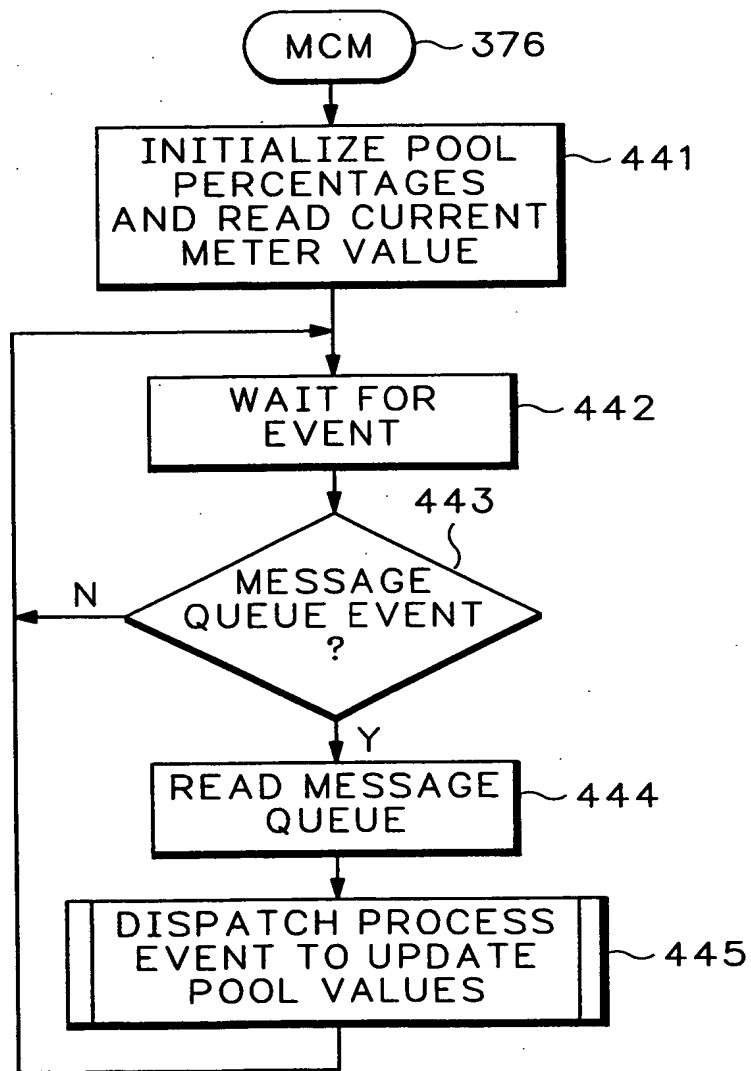 MCM
376
INITIALIZE POOL
PERCENTAGES
AND READ CURRENT
METER VALUE
441
WAIT FOR
EVENT
442
443
MESSAGE
QUEUE EVENT
?
N
Y
READ MESSAGE
QUEUE
444
DISPATCH PROCESS
EVENT TO UPDATE
POOL VALUES
445